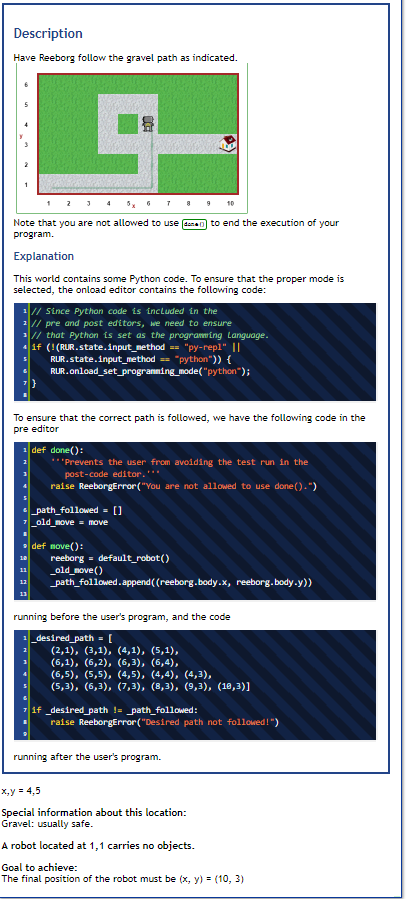 Description
Have Reeborg follow the gravel path as indicated.
6
5
4
y
3
2
1
1 2 3 4 5 x 6 7 8 9 10
Note that you are not allowed to use done() to end the execution of your
program.
Explanation
This world contains some Python code. To ensure that the proper mode is
selected, the onload editor contains the following code:
1 // Since Python code is included in the
2 // pre and post editors, we need to ensure
3 // that Python is set as the programming language.
4 if (!(RUR.state.input_method == "py-repl" ||
5 RUR.state.input_method == "python")) {
6 RUR.onload_set_programming_mode("python");
7 }
8
To ensure that the correct path is followed, we have the following code in the
pre editor
1 def done():
2 '''Prevents the user from avoiding the test run in the
3 post-code editor.'''
4 raise ReeborgError("You are not allowed to use done().")
5
6 _path_followed = []
7 _old_move = move
8
9 def move():
10 reeborg = default_robot()
11 _old_move()
12 _path_followed.append((reeborg.body.x, reeborg.body.y))
13
running before the user's program, and the code
1 _desired_path = [
2 (2,1), (3,1), (4,1), (5,1),
3 (6,1), (6,2), (6,3), (6,4),
4 (6,5), (5,5), (4,5), (4,4), (4,3),
5 (5,3), (6,3), (7,3), (8,3), (9,3), (10,3)]
6
7 if _desired_path != _path_followed:
8 raise ReeborgError("Desired path not followed!")
9
running after the user's program.
x,y = 4,5
Special information about this location:
Gravel: usually safe.
A robot located at 1,1 carries no objects.
Goal to achieve:
The final position of the robot must be (x, y) = (10, 3)